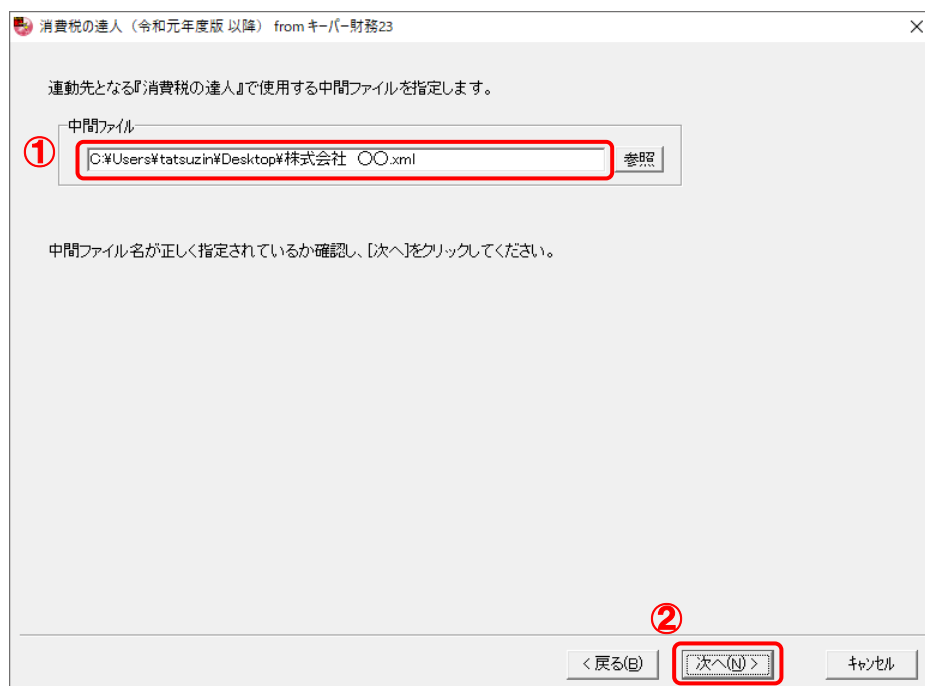 消費税の達人（令和元年度版 以降） from キーパー財務23
連動先となる『消費税の達人』で使用する中間ファイルを指定します。
中間ファイル
①
C:¥Users¥tatsuzin¥Desktop¥株式会社　〇〇.xml
参照
中間ファイル名が正しく指定されているか確認し、[次へ]をクリックしてください。
②
< 戻る(B)
次へ(N) >
キャンセル